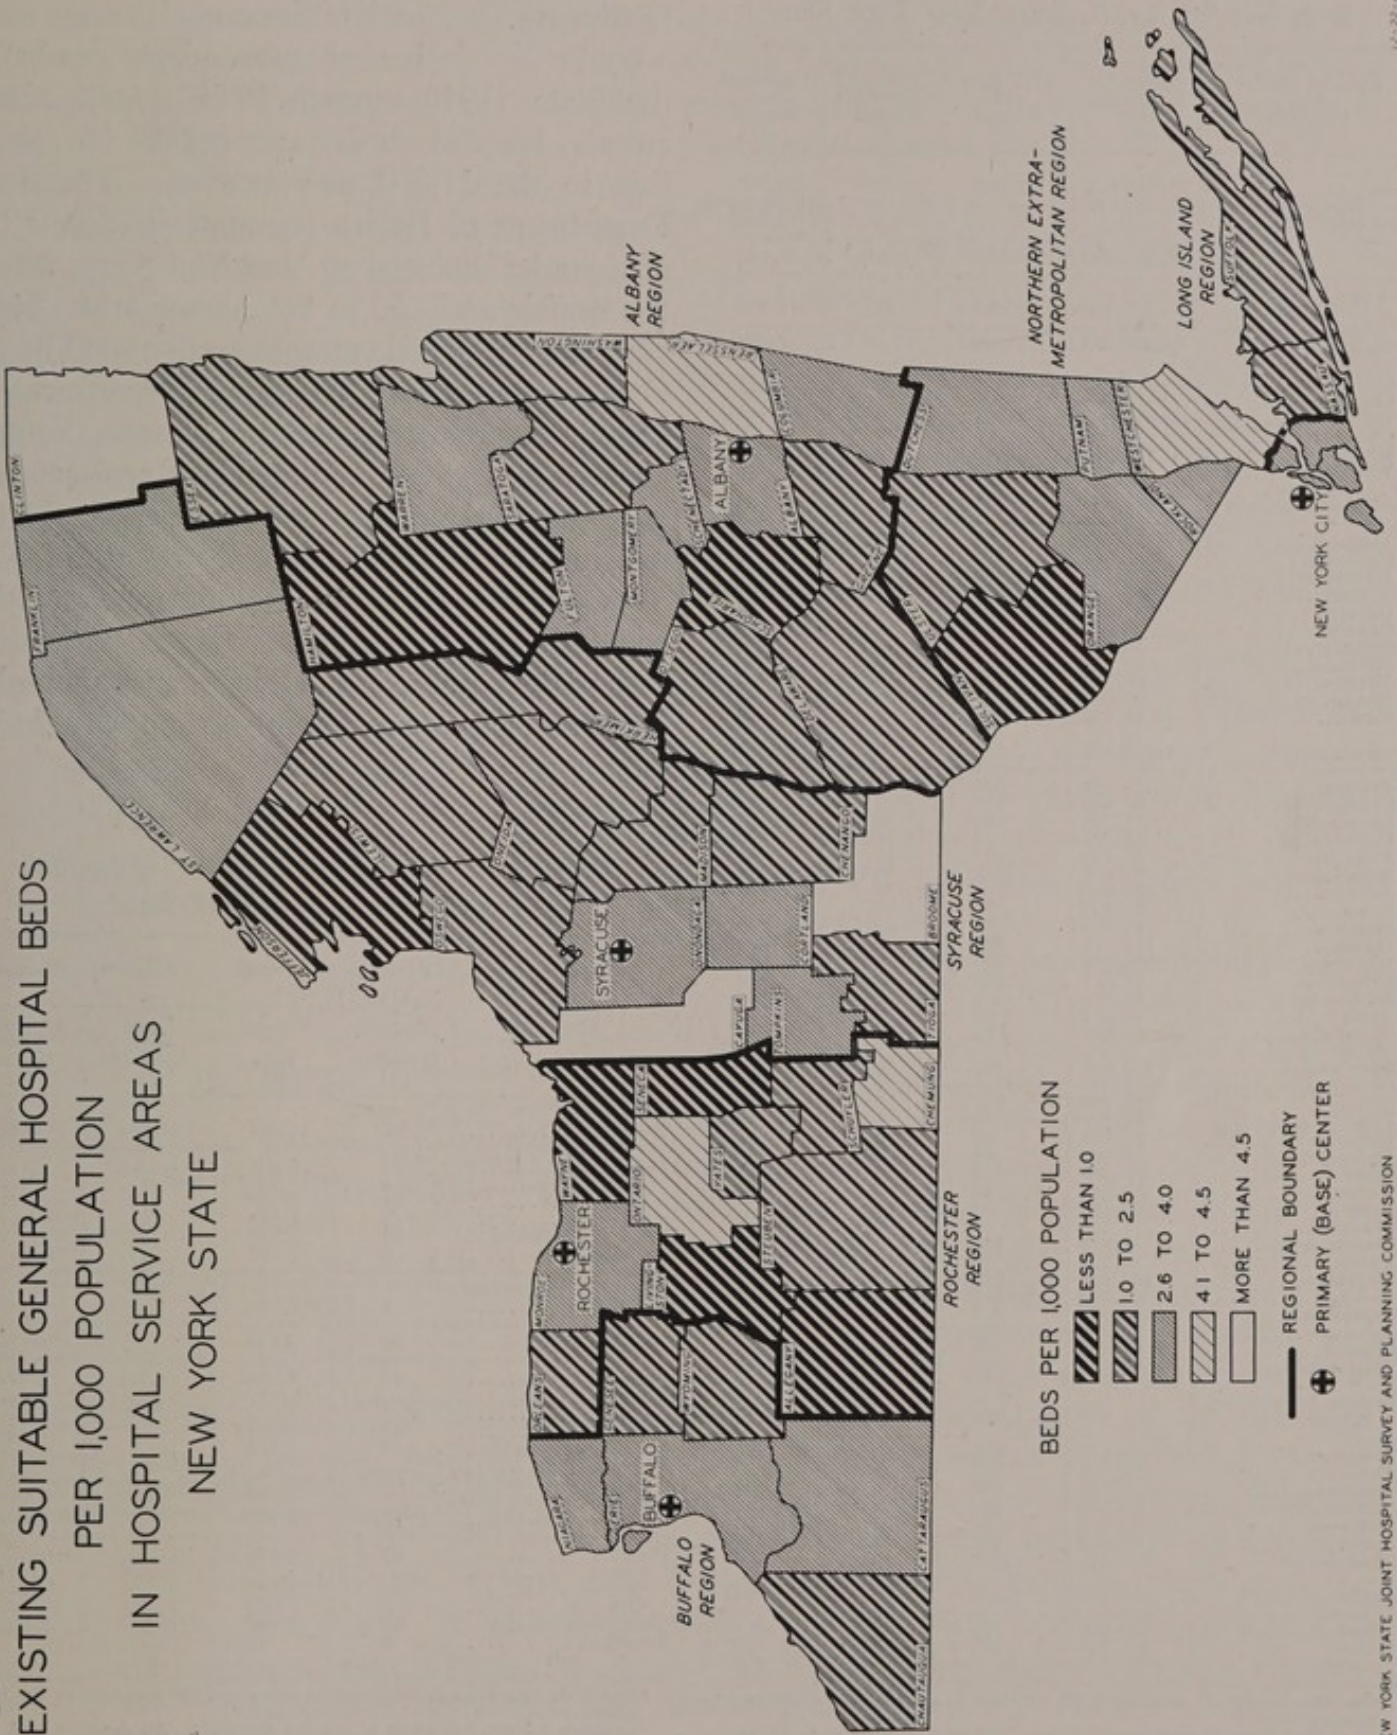 EXISTING SUITABLE GENERAL HOSPITAL BEDS
PER 1,000 POPULATION
IN HOSPITAL SERVICE AREAS
NEW YORK STATE
CLINTON
FRANKLIN
ST LAWRENCE
ESSEX
HAMILTON
WARREN
WASHINGTON
SARATOGA
FULTON
MONTGOMERY
SCHENECTADY
RENSSELAER
ALBANY
REGION
ALBANY
ALBANY
COLUMBIA
SCHOHARIE
GREENE
OTSEGO
DELAWARE
HERKIMER
JEFFERSON
LEWIS
ONEIDA
OSWEGO
MADISON
CHENANGO
SYRACUSE
ONONDAGA
CORTLAND
BROOME
CAYUGA
TOMPKINS
TIOGA
SYRACUSE
REGION
WAYNE
SENECA
ONTARIO
YATES
SCHUYLER
CHEMUNG
STEUBEN
MONROE
ROCHESTER
LIVING-
STON
ALLEGANY
ROCHESTER
REGION
ORLEANS
GENESEE
WYOMING
NIAGARA
ERIE
BUFFALO
CATTARAUGUS
CHAUTAUQUA
BUFFALO
REGION
ULSTER
SULLIVAN
ORANGE
DUTCHESS
PUTNAM
WESTCHESTER
ROCKLAND
NORTHERN EXTRA-
METROPOLITAN REGION
LONG ISLAND
REGION
SUFFOLK
NASSAU
NEW YORK CITY
BEDS PER 1,000 POPULATION
LESS THAN 1.0
1.0 TO 2.5
2.6 TO 4.0
4.1 TO 4.5
MORE THAN 4.5
REGIONAL BOUNDARY
PRIMARY (BASE) CENTER
YORK STATE JOINT HOSPITAL SURVEY AND PLANNING COMMISSION